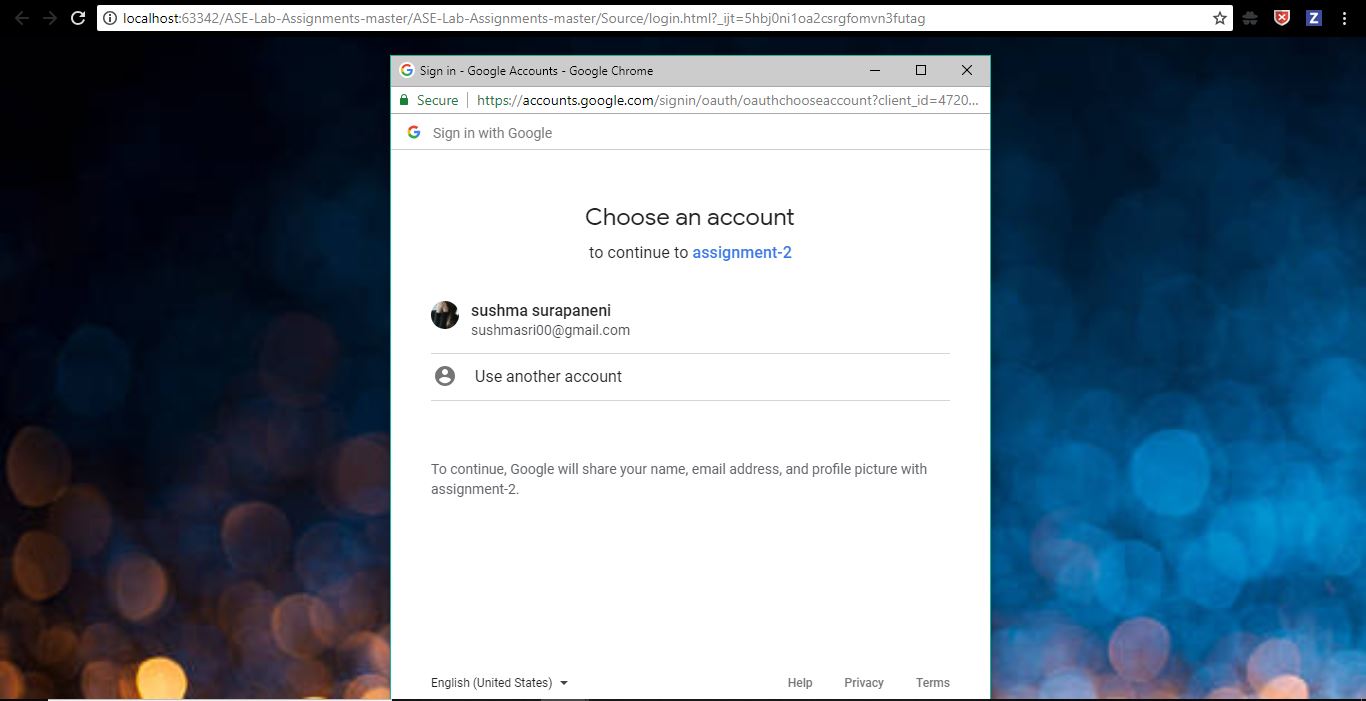 localhost:63342/ASE-Lab-Assignments-master/ASE-Lab-Assignments-master/Source/login.html?_ijt=5hbj0ni1oa2csrgfomvn3futag
Z
Sign in - Google Accounts - Google Chrome
Secure https://accounts.google.com/signin/oauth/oauthchooseaccount?client_id=4720...
Sign in with Google
Choose an account
to continue to assignment-2
sushma surapaneni
sushmasri00@gmail.com
Use another account
To continue, Google will share your name, email address, and profile picture with
assignment-2.
English (United States) Help Privacy Terms